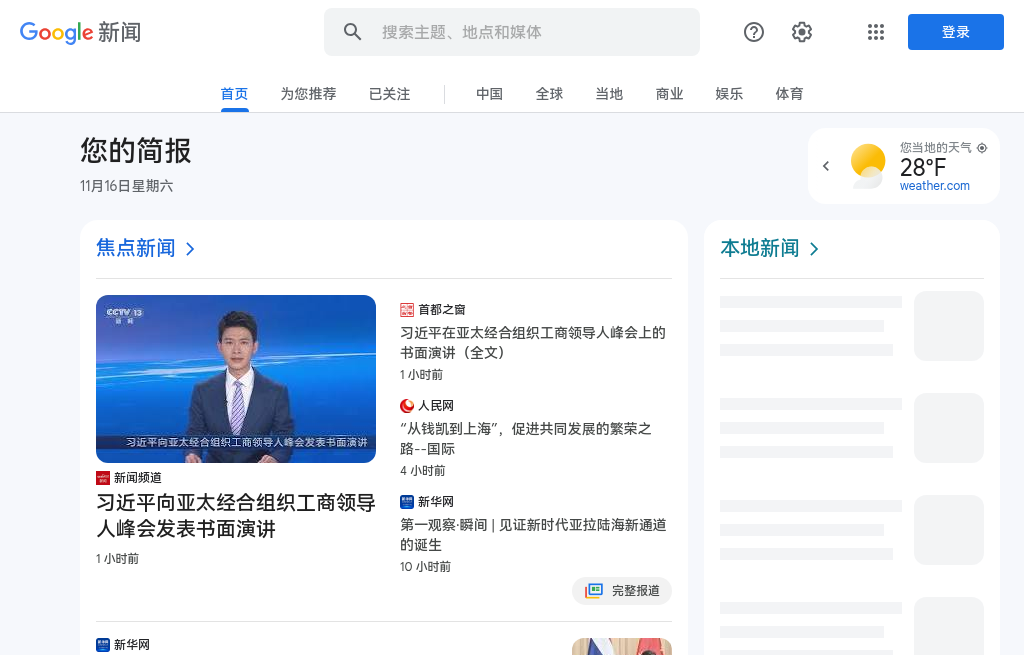 Google 新闻
搜索主题、地点和媒体
登录
首页
为您推荐
已关注
中国
全球
当地
商业
娱乐
体育
您的简报
11月16日星期六
您当地的天气
28°F
weather.com
焦点新闻
CCTV 13
新 闻
习近平向亚太经合组织工商领导人峰会发表书面演讲
新闻频道
习近平向亚太经合组织工商领导
人峰会发表书面演讲
1 小时前
首都之窗
习近平在亚太经合组织工商领导人峰会上的
书面演讲（全文）
1 小时前
人民网
“从钱凯到上海”，促进共同发展的繁荣之
路--国际
4 小时前
新华网
第一观察·瞬间 | 见证新时代亚拉陆海新通道
的诞生
10 小时前
完整报道
新华网
本地新闻